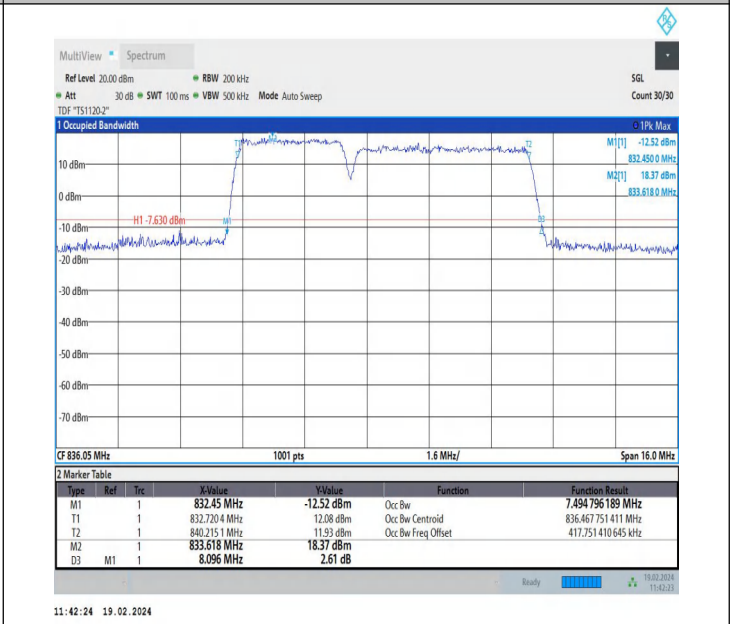 R&S
MultiView Spectrum
Ref Level 20.00 dBm RBW 200 kHz SGL
Att 30 dB SWT 100 ms VBW 500 kHz Mode Auto Sweep Count 30/30
TDF "TS1120-2"
1 Occupied Bandwidth 1Pk Max
M1[1] -12.52 dBm
832.450 0 MHz
M2[1] 18.37 dBm
833.618 0 MHz
T1 M2 T2
10 dBm
0 dBm
H1 -7.630 dBm M1 D3
-10 dBm
-20 dBm
-30 dBm
-40 dBm
-50 dBm
-60 dBm
-70 dBm
CF 836.05 MHz 1001 pts 1.6 MHz/ Span 16.0 MHz
2 Marker Table
Type Ref Trc X-Value Y-Value Function Function Result
M1 1 832.45 MHz -12.52 dBm Occ Bw 7.494 796 189 MHz
T1 1 832.720 4 MHz 12.08 dBm Occ Bw Centroid 836.467 751 411 MHz
T2 1 840.215 1 MHz 11.93 dBm Occ Bw Freq Offset 417.751 410 645 kHz
M2 1 833.618 MHz 18.37 dBm
D3 M1 1 8.096 MHz 2.61 dB
Ready 19.02.2024
11:42:23
11:42:24 19.02.2024